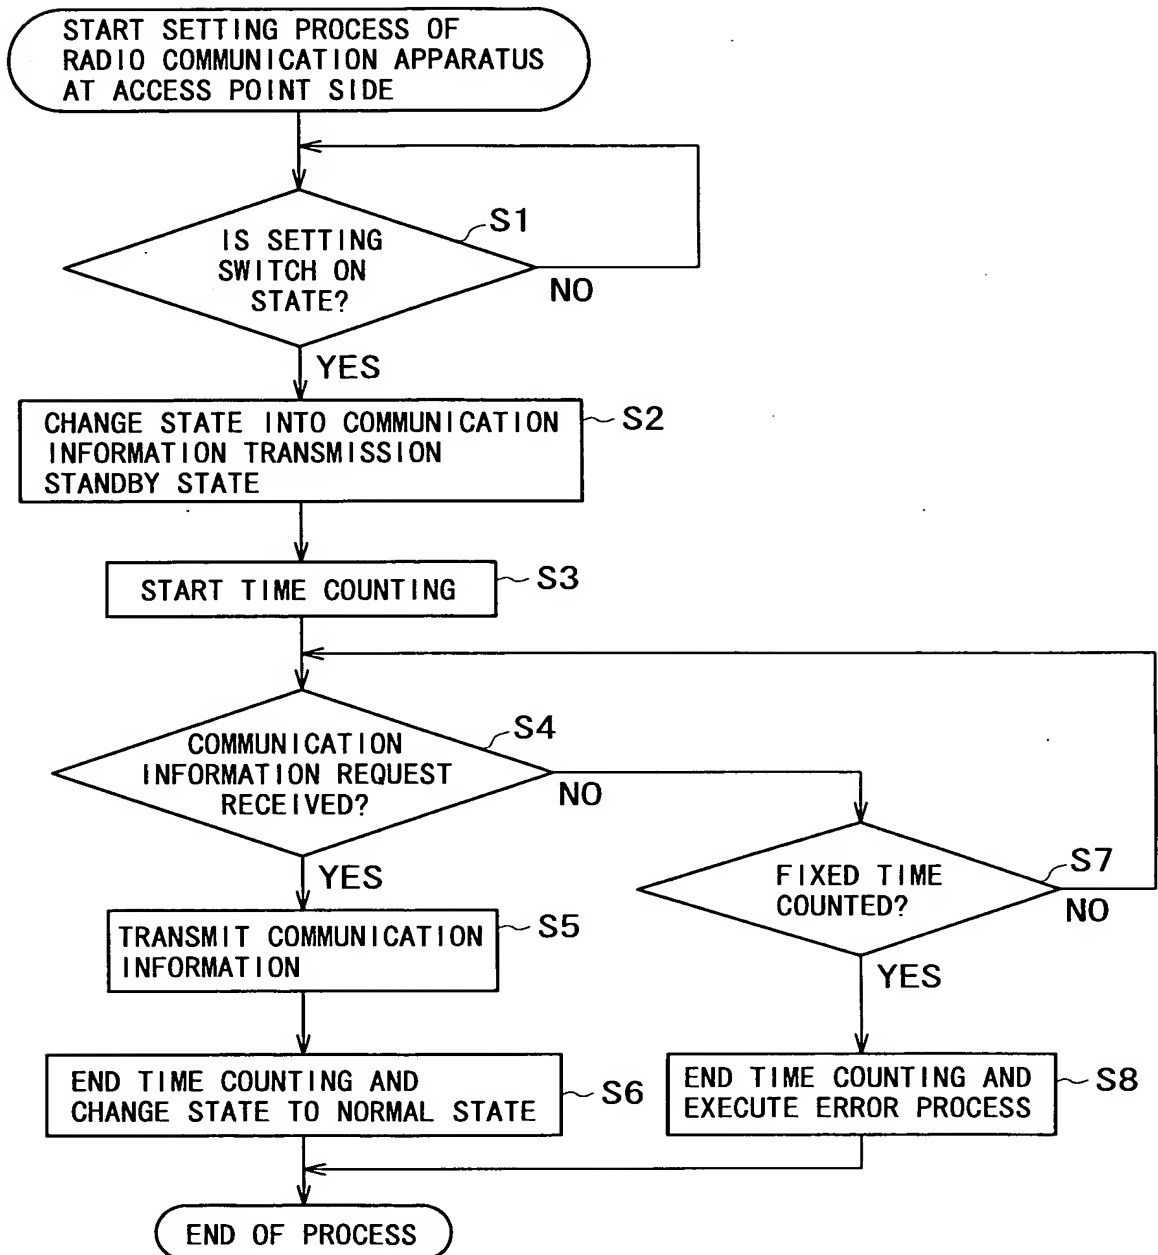 START SETTING PROCESS OF
RADIO COMMUNICATION APPARATUS
AT ACCESS POINT SIDE
S1
IS SETTING
SWITCH ON
STATE?
NO
YES
S2
CHANGE STATE INTO COMMUNICATION
INFORMATION TRANSMISSION
STANDBY STATE
S3
START TIME COUNTING
S4
COMMUNICATION
INFORMATION REQUEST
RECEIVED?
NO
YES
S7
FIXED TIME
COUNTED?
NO
YES
S5
TRANSMIT COMMUNICATION
INFORMATION
S6
END TIME COUNTING AND
CHANGE STATE TO NORMAL STATE
S8
END TIME COUNTING AND
EXECUTE ERROR PROCESS
END OF PROCESS